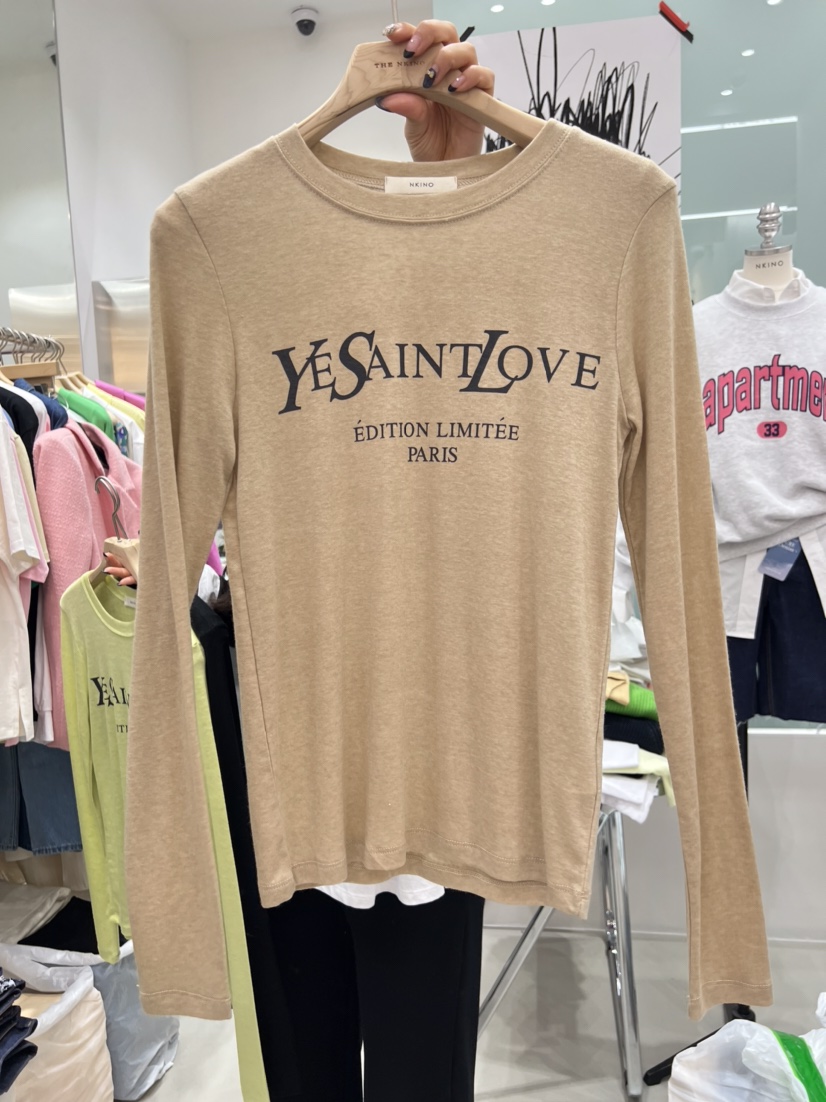 THE NKINO
NKINO
YESAINTLOVE
ÉDITION LIMITÉE
PARIS
NKINO
apartme
33